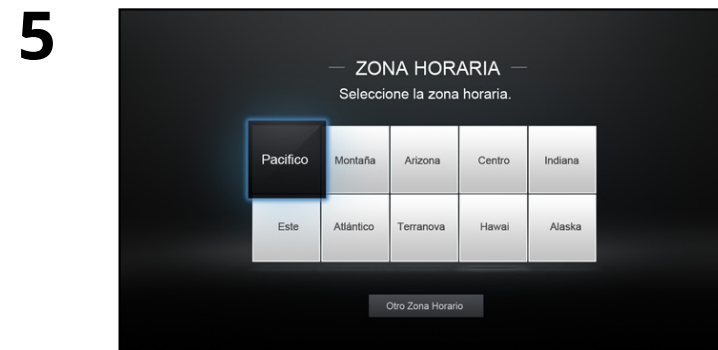 5
ZONA HORARIA
Seleccione la zona horaria.
Pacifico Montaña Arizona Centro Indiana
Este Atlántico Terranova Hawai Alaska
Otro Zona Horario